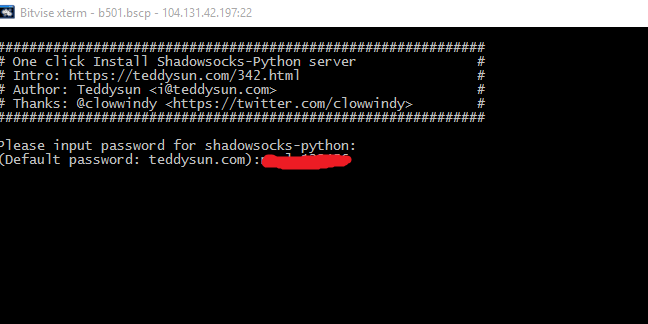 Bitvise xterm - b501.bscp - 104.131.42.197:22
#############################################################
# One click Install Shadowsocks-Python server #
# Intro: https://teddysun.com/342.html #
# Author: Teddysun <i@teddysun.com> #
# Thanks: @clowwindy <https://twitter.com/clowwindy> #
#############################################################
Please input password for shadowsocks-python:
(Default password: teddysun.com):